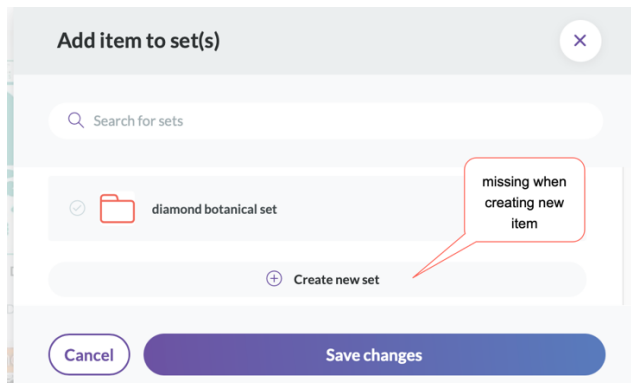 Add item to set(s)
Search for sets
missing when
creating new
item
diamond botanical set
Create new set
Cancel
Save changes